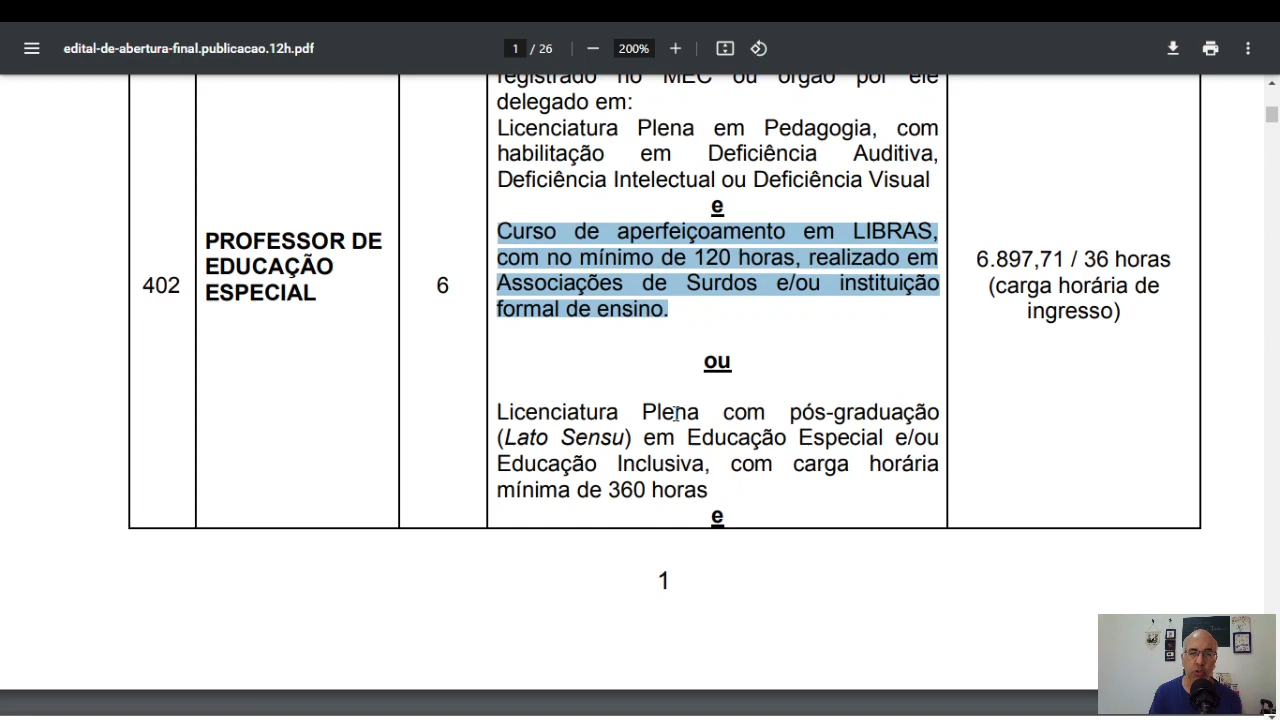 edital-de-abertura-final.publicacao.12h.pdf
1 / 26
200%
registrado no MEC ou órgão por ele
delegado em:
Licenciatura Plena em Pedagogia, com
habilitação em Deficiência Auditiva,
Deficiência Intelectual ou Deficiência Visual
e
Curso de aperfeiçoamento em LIBRAS,
com no mínimo de 120 horas, realizado em
Associações de Surdos e/ou instituição
formal de ensino.
ou
Licenciatura Plena com pós-graduação
(Lato Sensu) em Educação Especial e/ou
Educação Inclusiva, com carga horária
mínima de 360 horas
e
402
PROFESSOR DE
EDUCAÇÃO
ESPECIAL
6
6.897,71 / 36 horas
(carga horária de
ingresso)
1